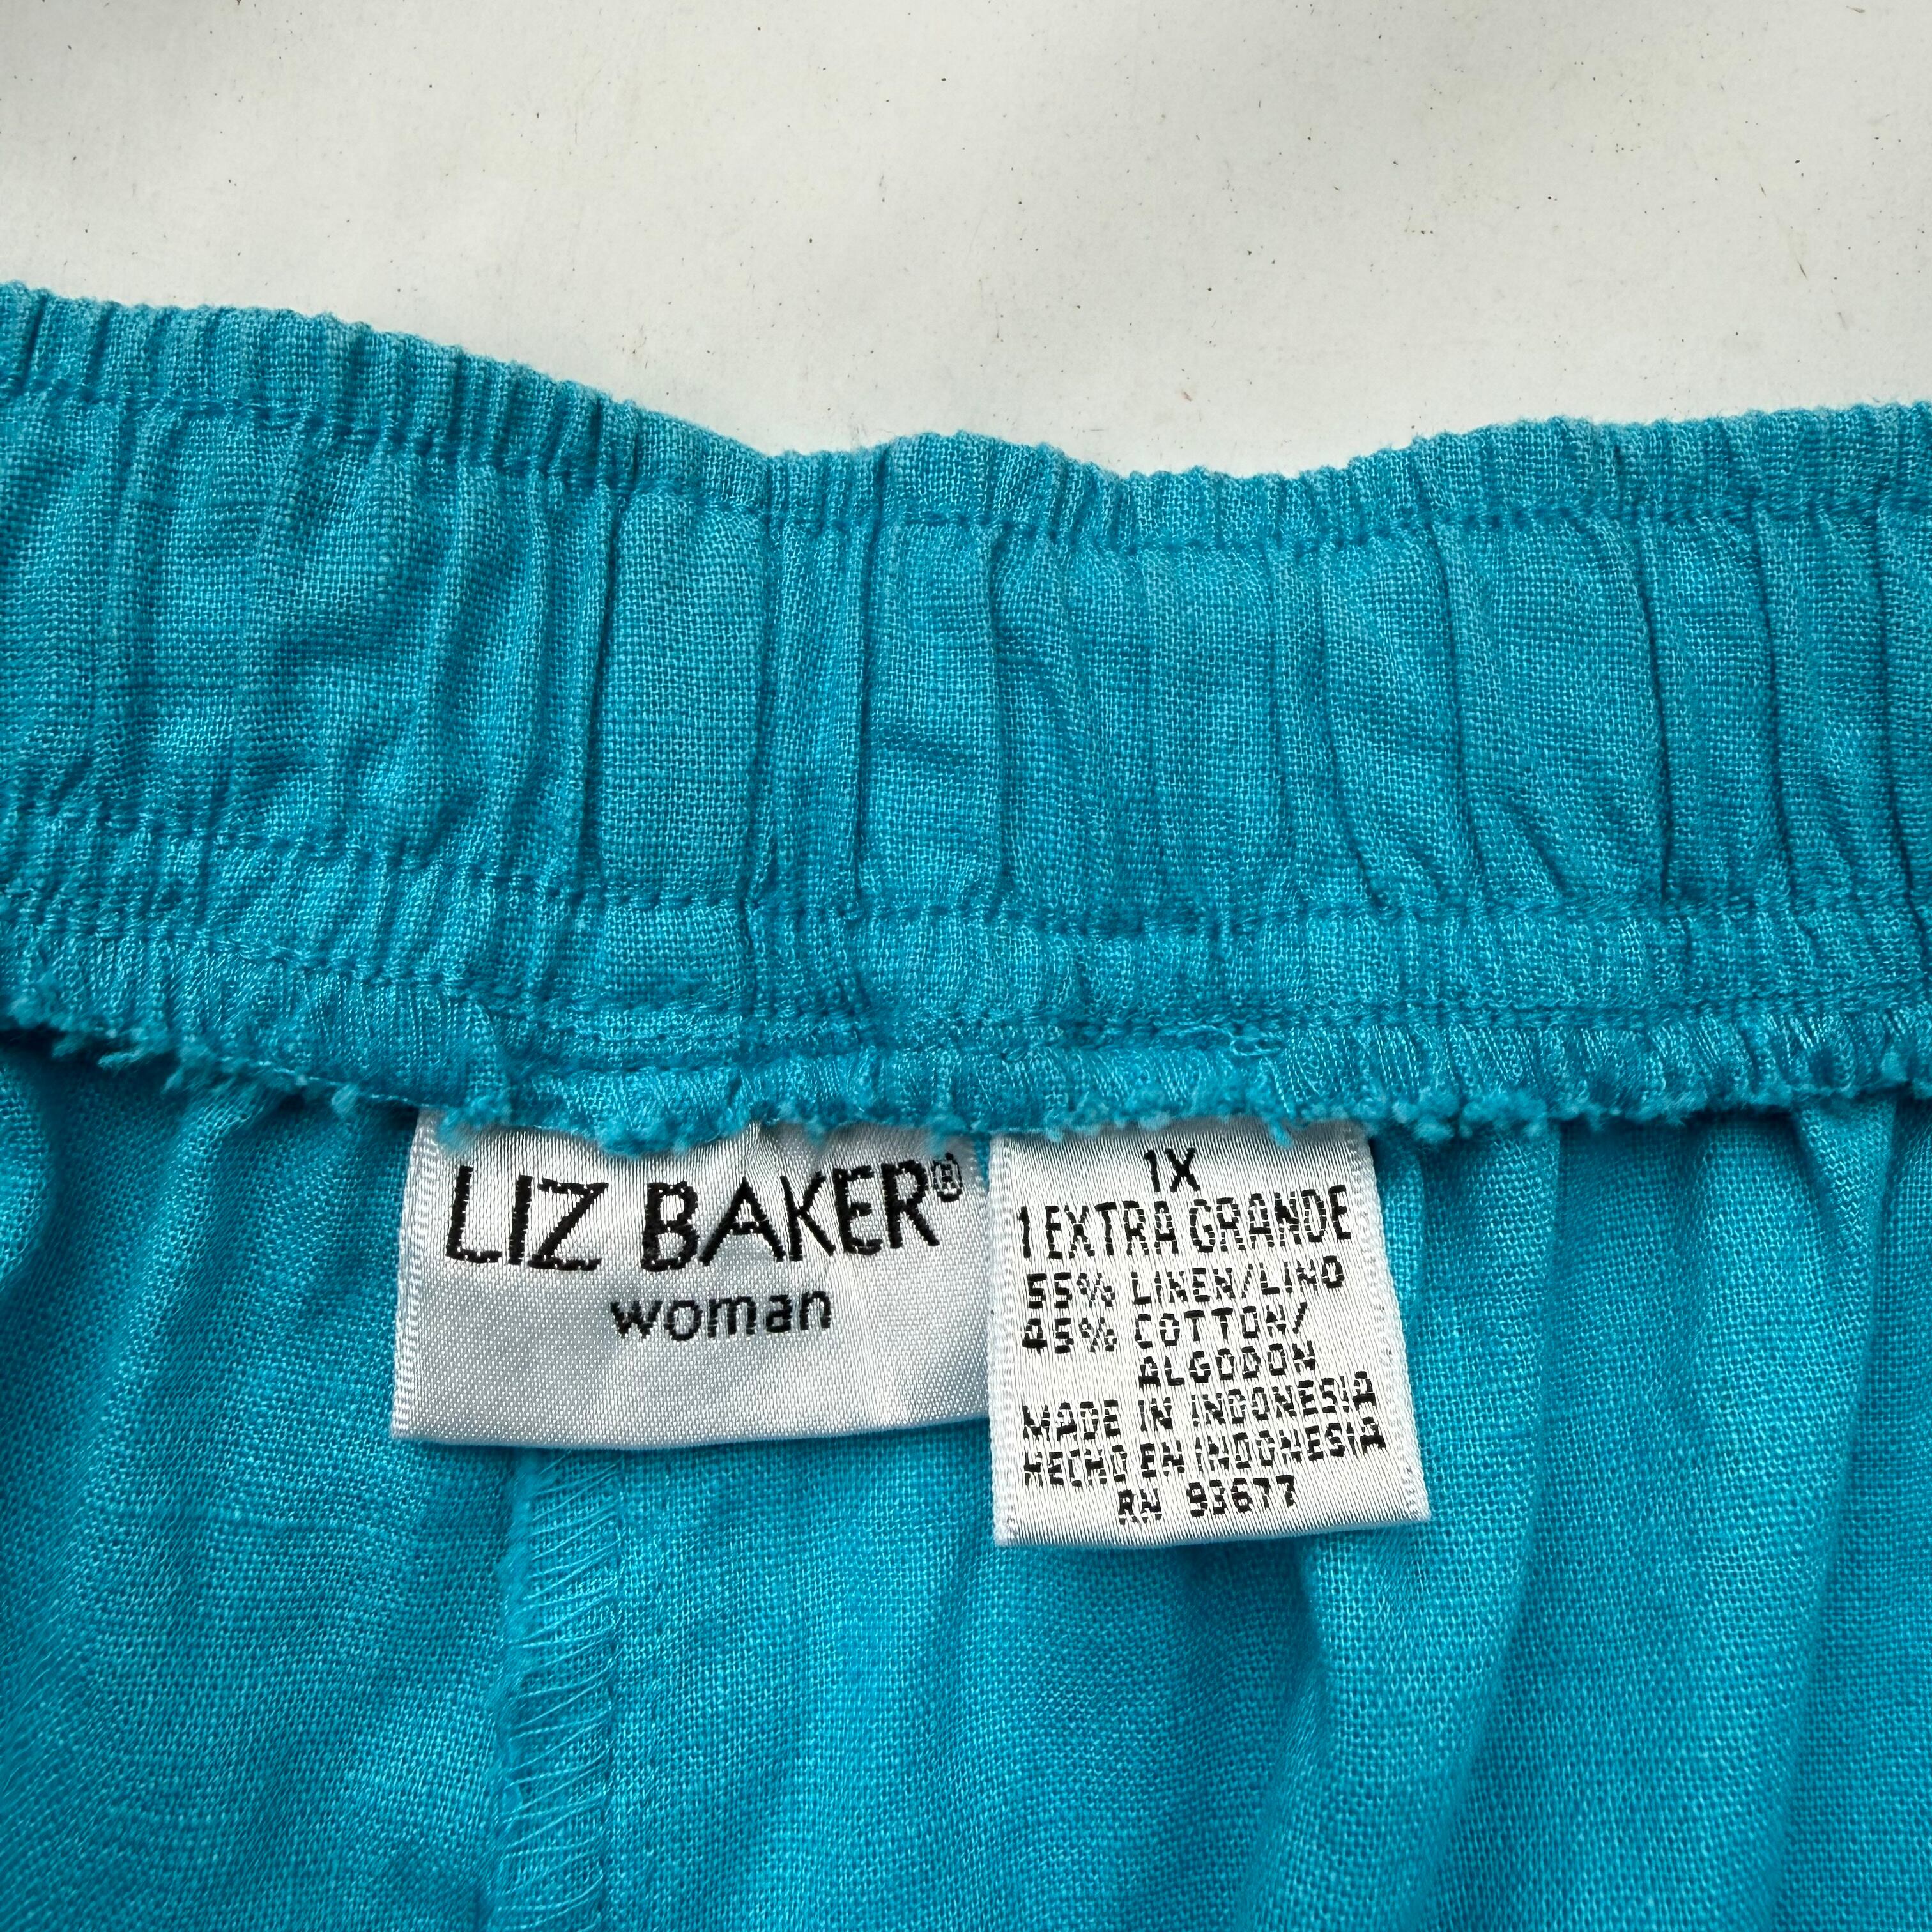 LIZ BAKER®
woman
1X
1 EXTRA GRANDE
55% LINEN/LINO
45% COTTON/
ALGODON
MADE IN INDONESIA
HECHO EN INDONESIA
RN 93677